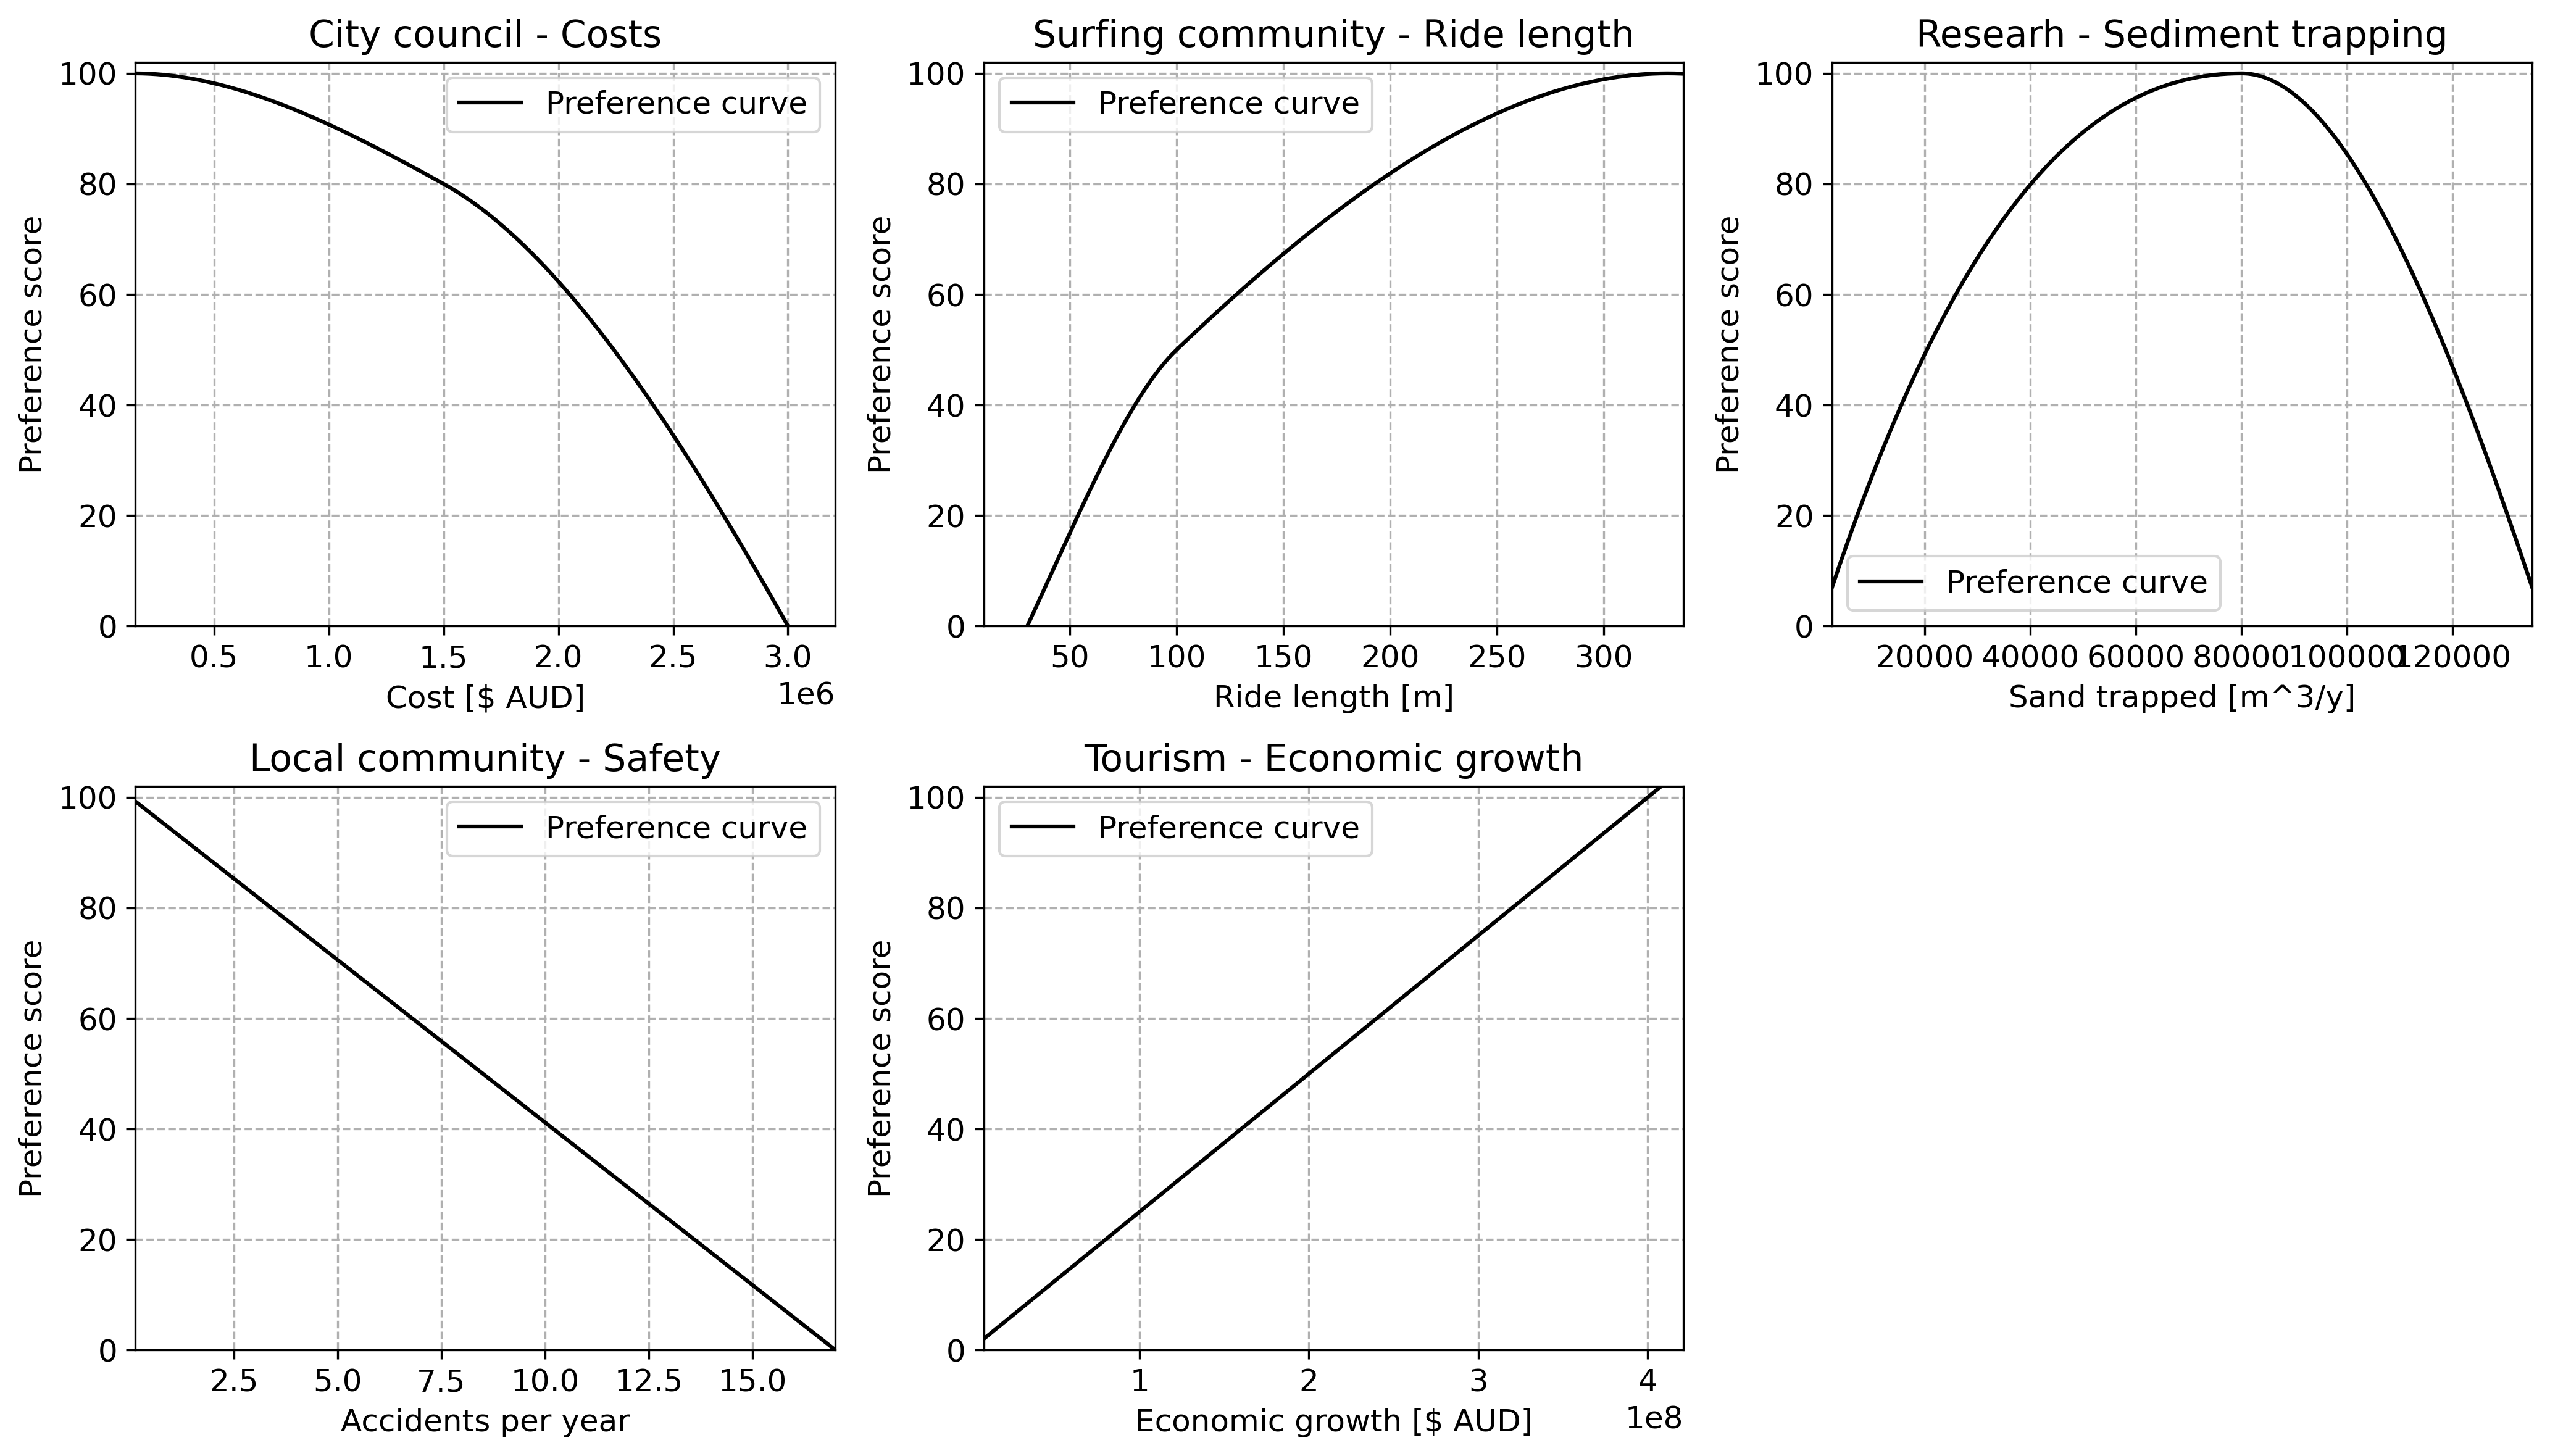 City council - Costs
Preference score
100
80
60
40
20
0
Preference curve
0.5 1.0 1.5 2.0 2.5 3.0
1e6
Cost [$ AUD]
Surfing community - Ride length
Preference score
100
80
60
40
20
0
Preference curve
50 100 150 200 250 300
Ride length [m]
Researh - Sediment trapping
Preference score
100
80
60
40
20
0
Preference curve
20000 40000 60000 80000 100000 120000
Sand trapped [m^3/y]
Local community - Safety
Preference score
100
80
60
40
20
0
Preference curve
2.5 5.0 7.5 10.0 12.5 15.0
Accidents per year
Tourism - Economic growth
Preference score
100
80
60
40
20
0
Preference curve
1 2 3 4
1e8
Economic growth [$ AUD]